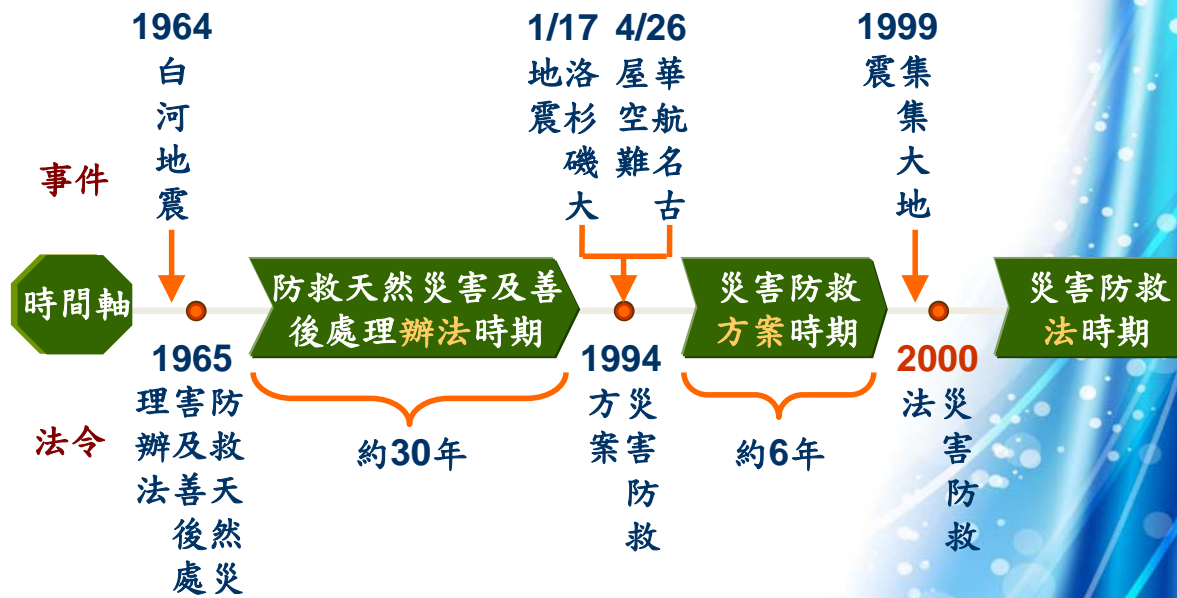 1964
白河地震
1/17
洛杉磯大
地震
4/26
華航名古
屋空難
1999
集集大地
震
事件
時間軸
防救天然災害及善
後處理辦法時期
災害防救
方案時期
災害防救
法時期
1965
防救天然災
害及善後處
理辦法
約30年
1994
災害防救
方案
約6年
2000
災害防救
法
法令